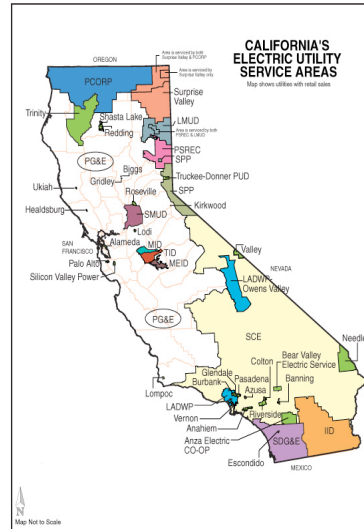 CALIFORNIA'S
ELECTRIC UTILITY
SERVICE AREAS
Map shows utilities with retail sales
OREGON
Area is serviced by both
Surprise Valley & PCORP
Area is serviced by
Surprise Valley only
PCORP
Surprise
Valley
Trinity
Shasta Lake
Redding
LMUD
Area is serviced by both
PSREC & LMUD
PSREC
SPP
PG&E
Biggs
Gridley
Truckee-Donner PUD
Ukiah
Roseville
SPP
Kirkwood
Healdsburg
SMUD
Lodi
SAN
FRANCISCO
Alameda
MID
TID
Palo Alto
MEID
Silicon Valley Power
Valley
NEVADA
LADWP
Owens Valley
PG&E
SCE
Needle
Bear Valley
Electric Service
Colton
Glendale
Burbank
Pasadena
Azusa
Banning
Lompoc
LADWP
Vernon
Riverside
Anahiem
Anza Electric
CO-OP
IID
SDG&E
Escondido
MEXICO
N
Map Not to Scale